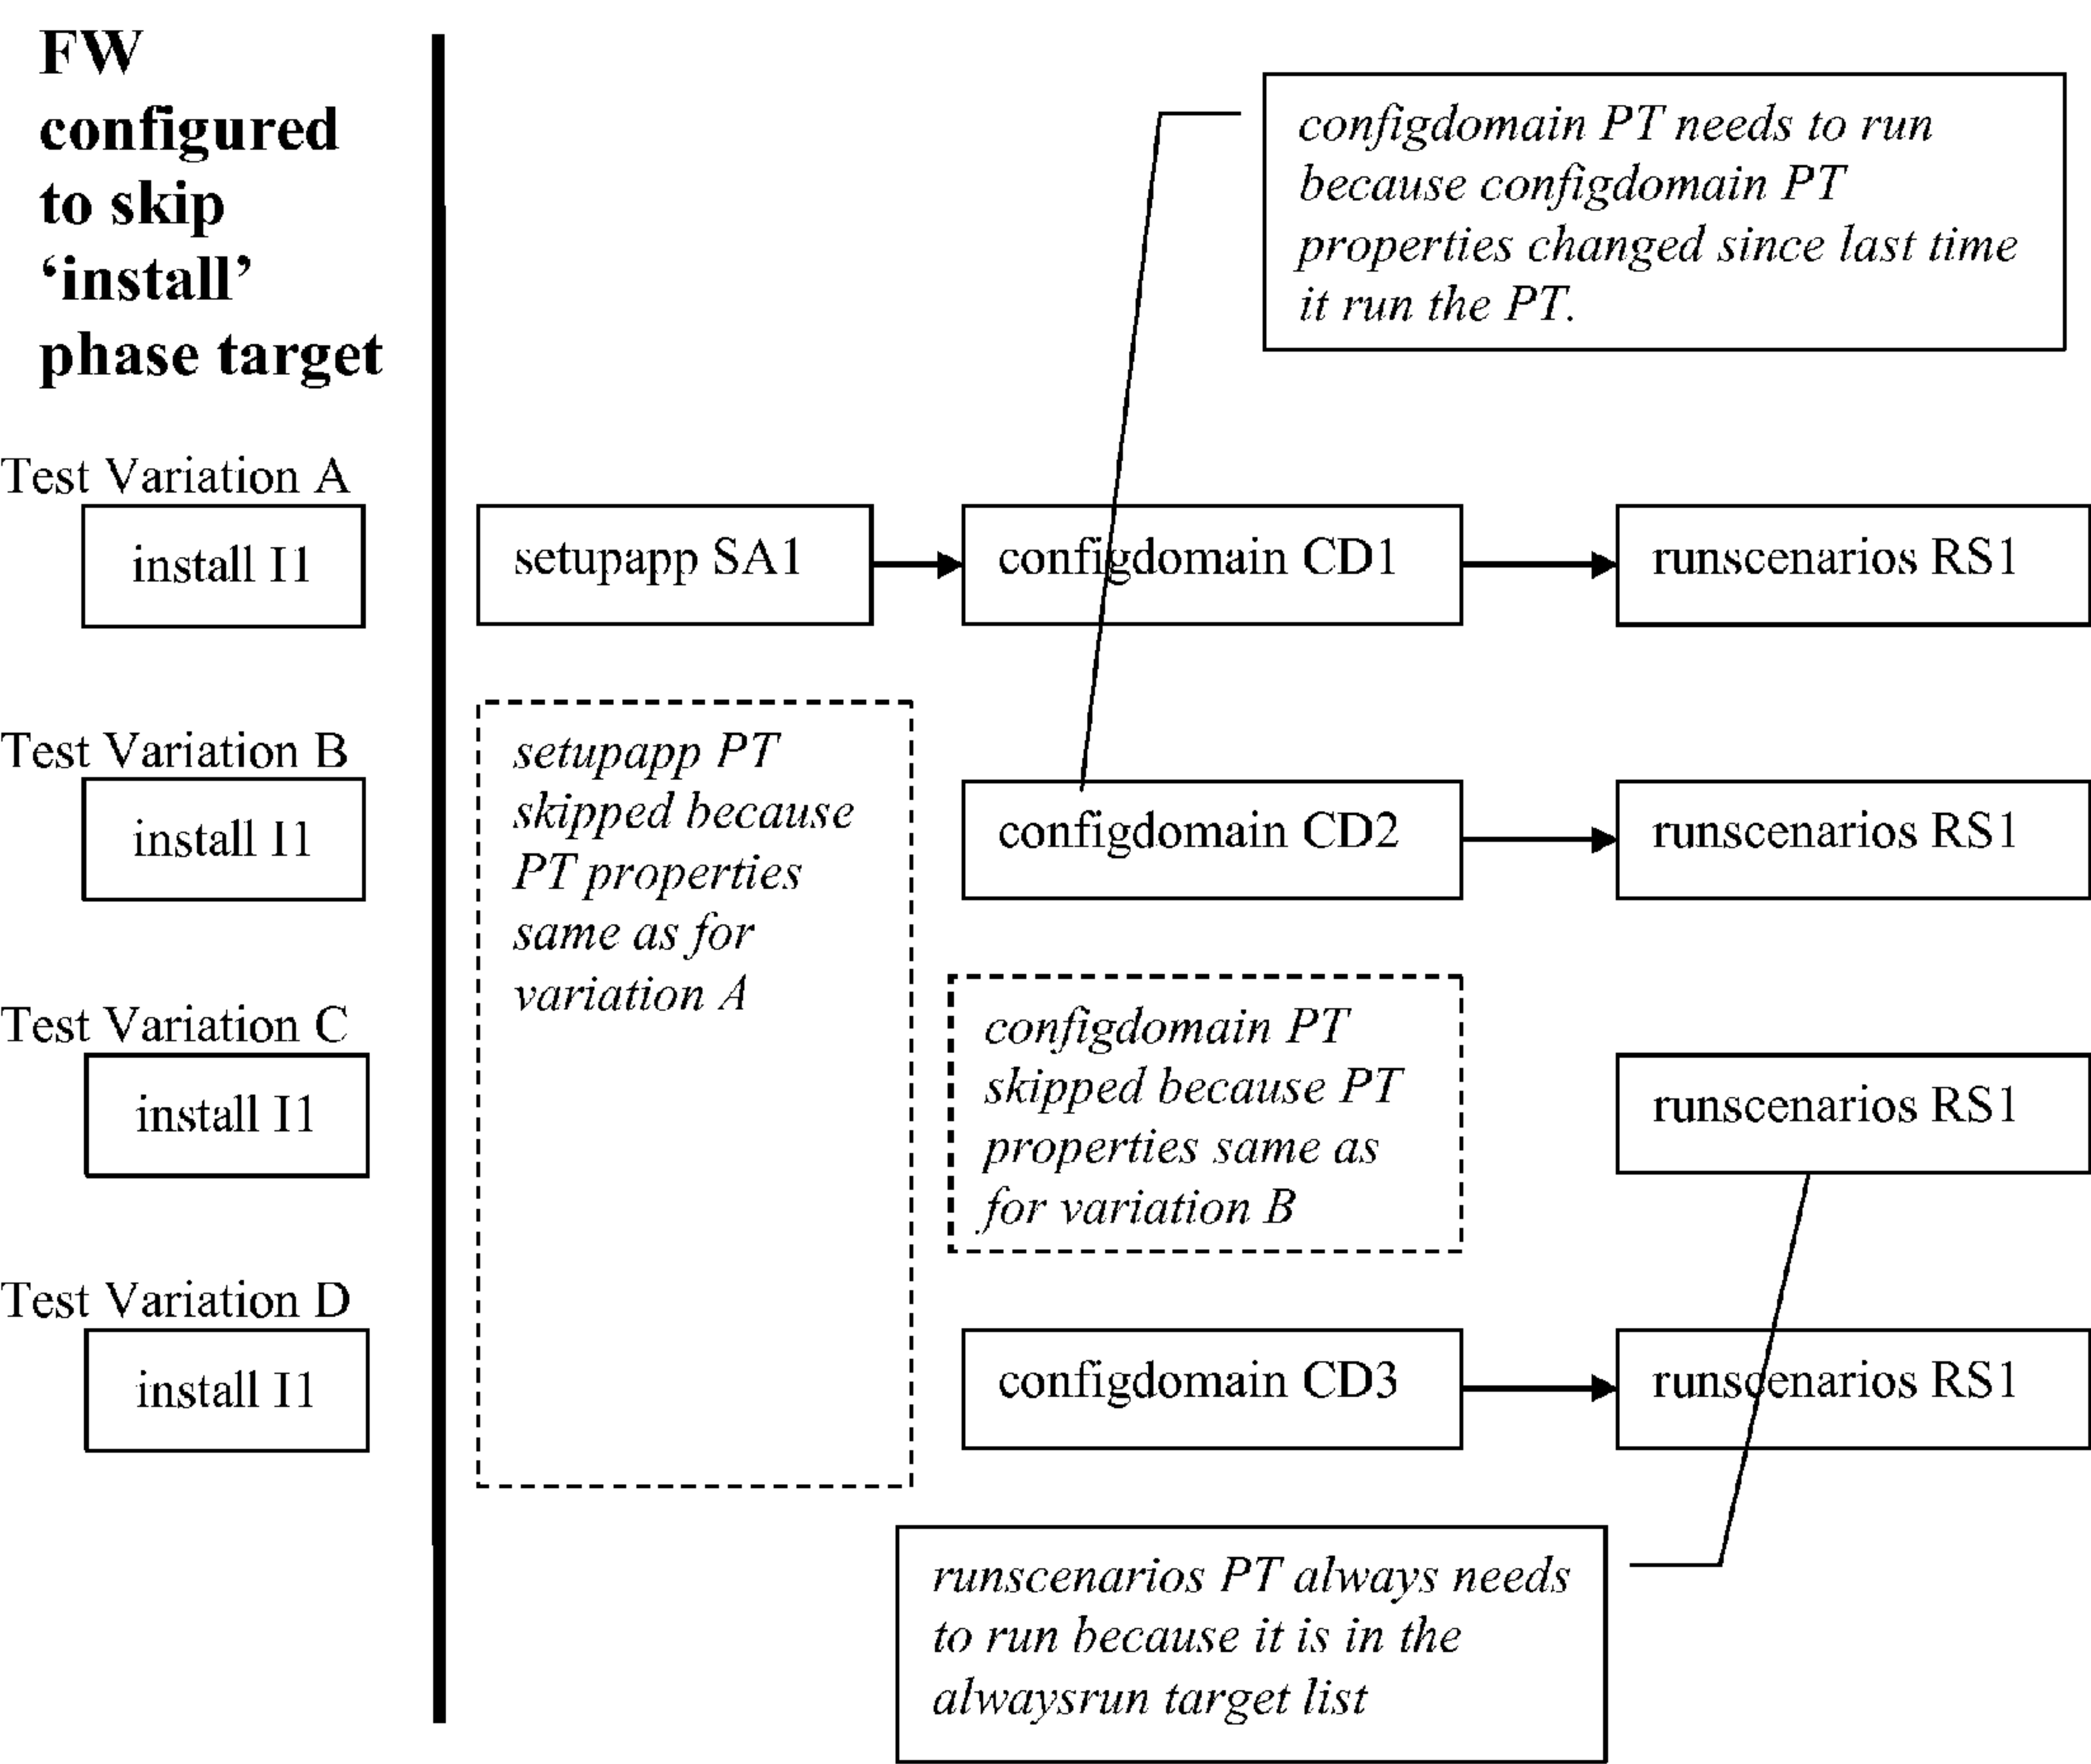 FW
configured
to skip
‘install’
phase target
configdomain PT needs to run
because configdomain PT
properties changed since last time
it run the PT.
Test Variation A
install I1
setupapp SA1
configdomain CD1
runscenarios RS1
Test Variation B
install I1
setupapp PT
skipped because
PT properties
same as for
variation A
configdomain CD2
runscenarios RS1
Test Variation C
install I1
configdomain PT
skipped because PT
properties same as
for variation B
runscenarios RS1
Test Variation D
install I1
configdomain CD3
runscenarios RS1
runscenarios PT always needs
to run because it is in the
alwaysrun target list